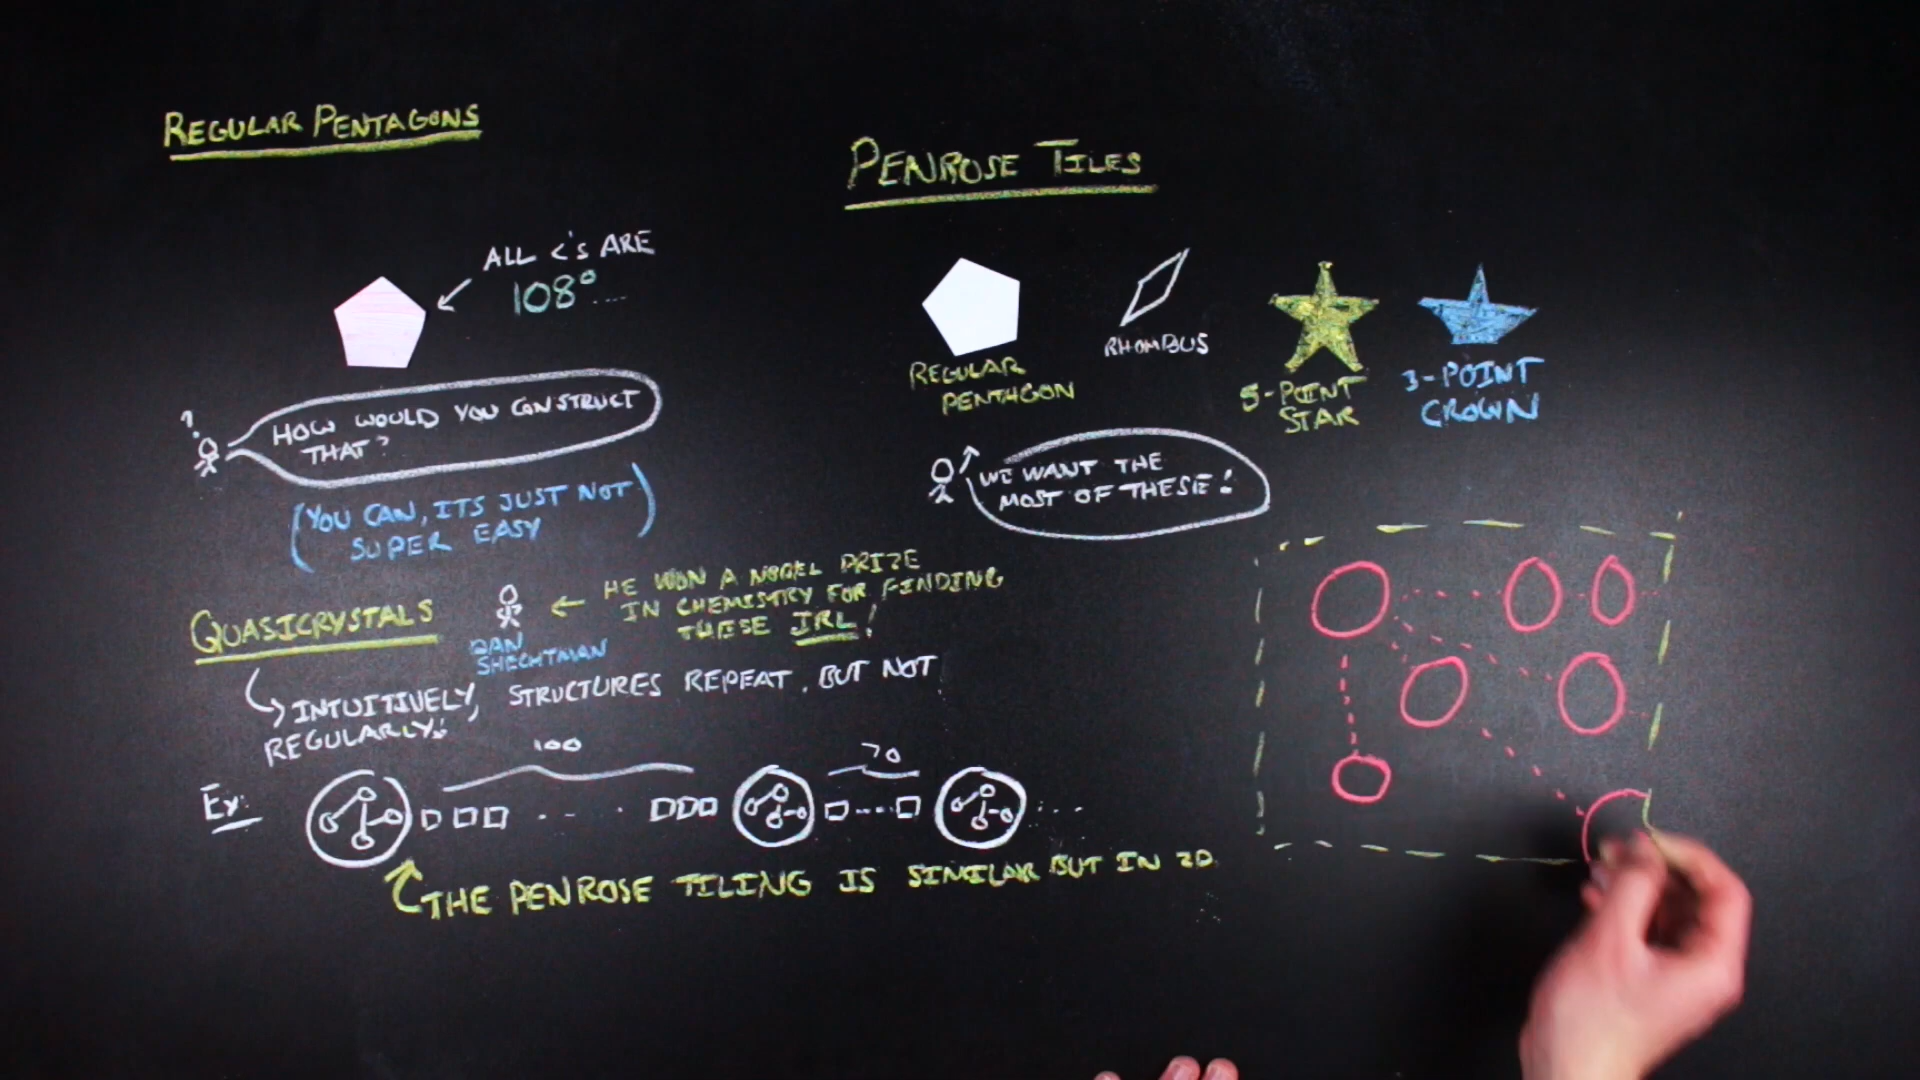 REGULAR PENTAGONS
ALL <'S ARE
108°....
HOW WOULD YOU CONSTRUCT
THAT?
?
(YOU CAN, ITS JUST NOT
SUPER EASY)
QUASICRYSTALS
DAN
SHECHTMAN
← HE WON A NOBEL PRIZE
IN CHEMISTRY FOR FINDING
THESE IRL!
INTUITIVELY, STRUCTURES REPEAT, BUT NOT
REGULARLY!
100
70
Ex:
THE PENROSE TILING IS SIMILAR BUT IN 2D
PENROSE TILES
REGULAR
PENTAGON
RHOMBUS
5-POINT
STAR
3-POINT
CROWN
WE WANT THE
MOST OF THESE!